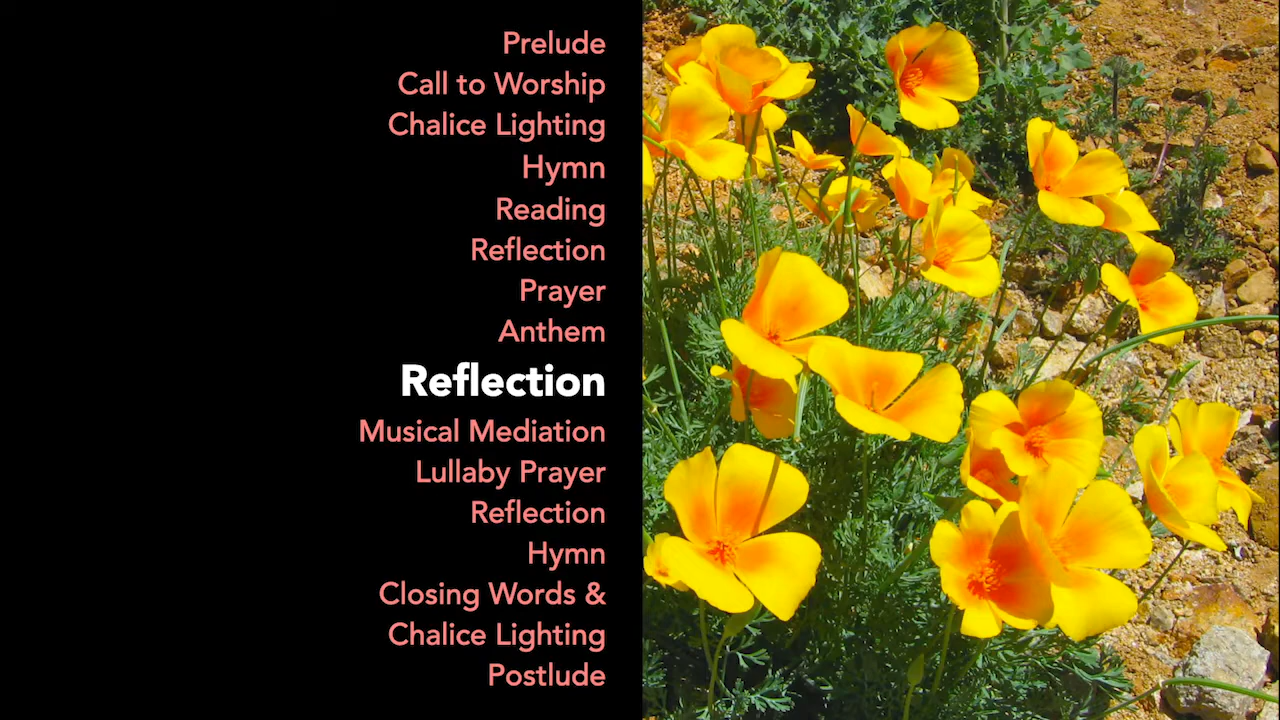 Prelude
Call to Worship
Chalice Lighting
Hymn
Reading
Reflection
Prayer
Anthem
Reflection
Musical Mediation
Lullaby Prayer
Reflection
Hymn
Closing Words &
Chalice Lighting
Postlude